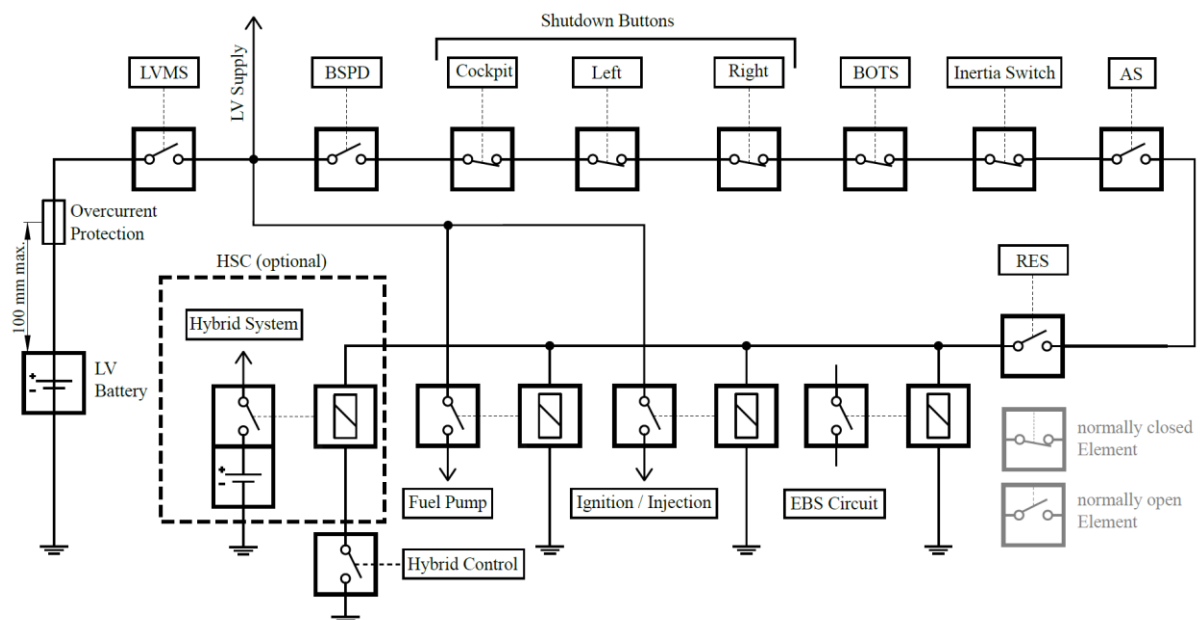 Shutdown Buttons
LV Supply
LVMS
BSPD
Cockpit
Left
Right
BOTS
Inertia Switch
AS
Overcurrent
Protection
100 mm max.
HSC (optional)
RES
Hybrid System
+
-
LV
Battery
+
-
normally closed
Element
Fuel Pump
Ignition / Injection
EBS Circuit
normally open
Element
Hybrid Control